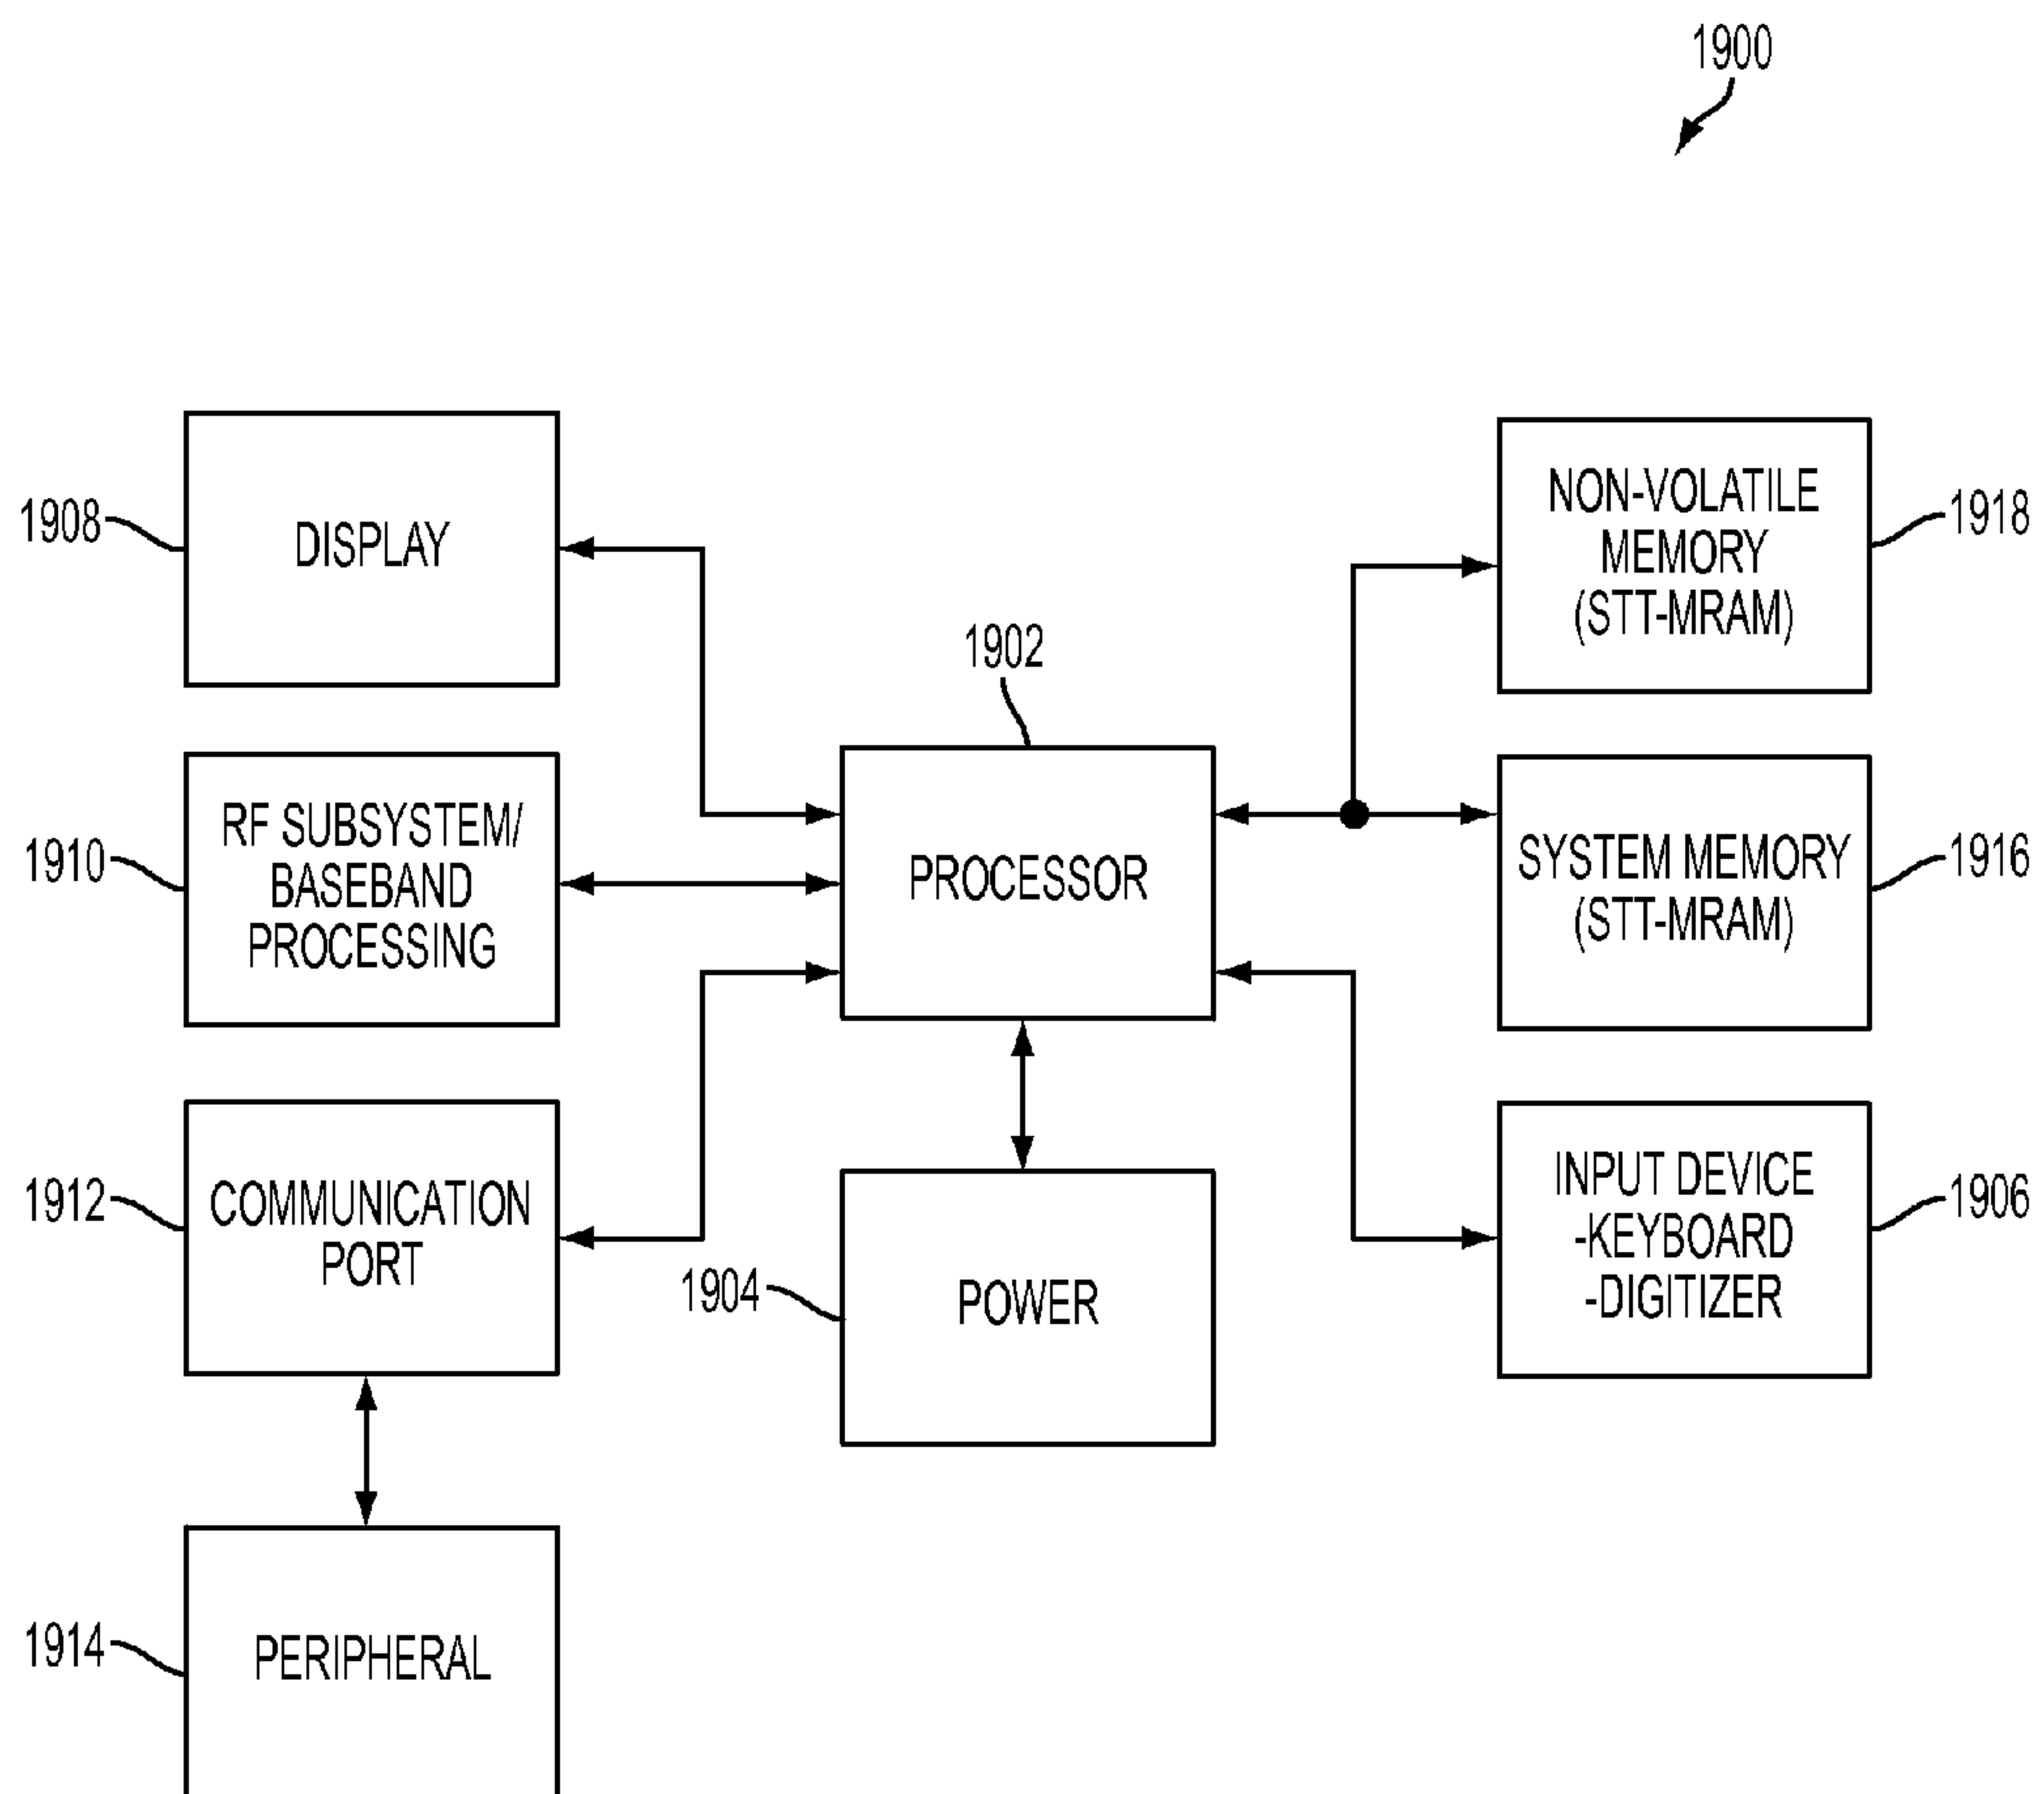 1900
DISPLAY
1908
NON-VOLATILE
MEMORY
(STT-MRAM)
1918
1902
RF SUBSYSTEM/
BASEBAND
PROCESSING
1910
PROCESSOR
SYSTEM MEMORY
(STT-MRAM)
1916
COMMUNICATION
PORT
1912
1904
POWER
INPUT DEVICE
-KEYBOARD
-DIGITIZER
1906
1914
PERIPHERAL